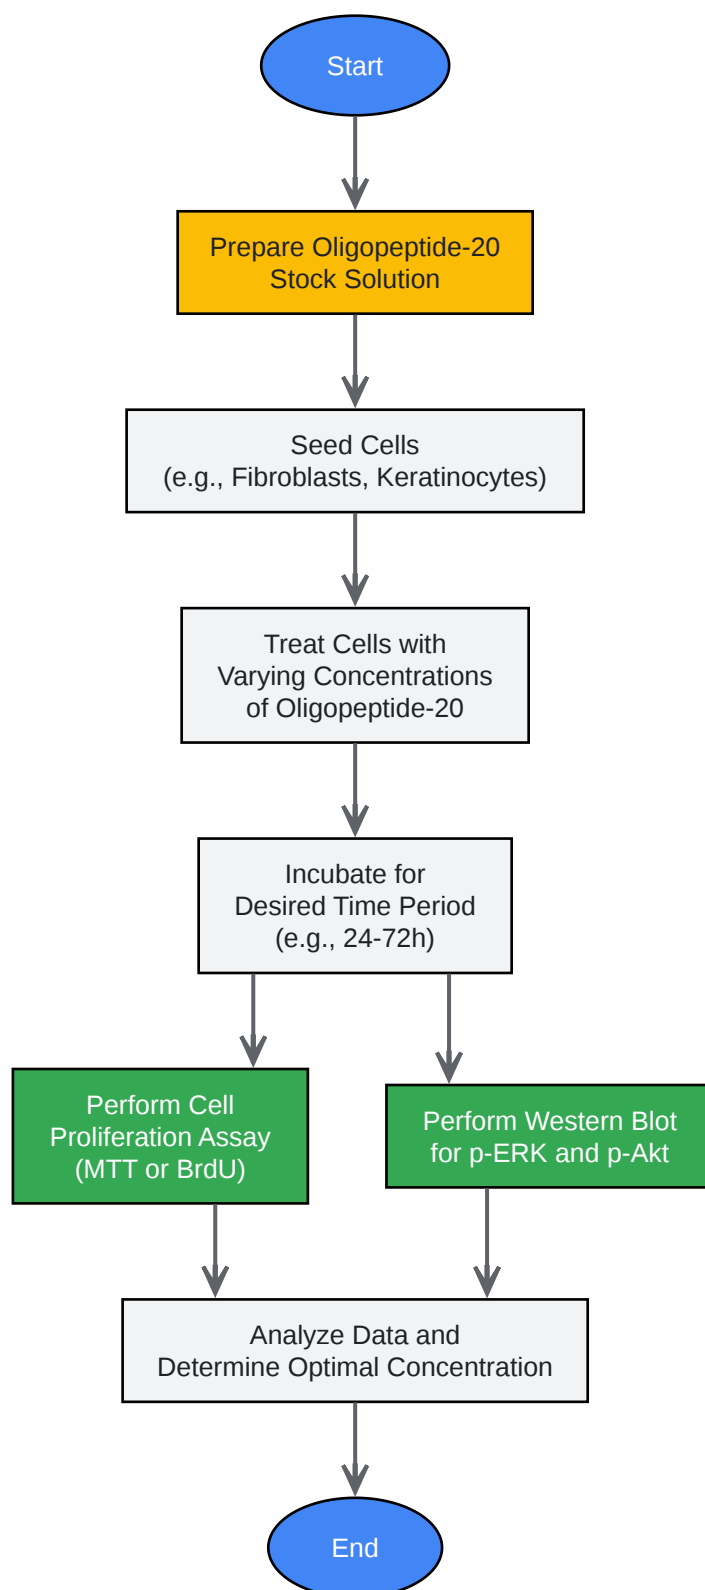 Start
Prepare Oligopeptide-20
Stock Solution
Seed Cells
(e.g., Fibroblasts, Keratinocytes)
Treat Cells with
Varying Concentrations
of Oligopeptide-20
Incubate for
Desired Time Period
(e.g., 24-72h)
Perform Cell
Proliferation Assay
(MTT or BrdU)
Perform Western Blot
for p-ERK and p-Akt
Analyze Data and
Determine Optimal Concentration
End